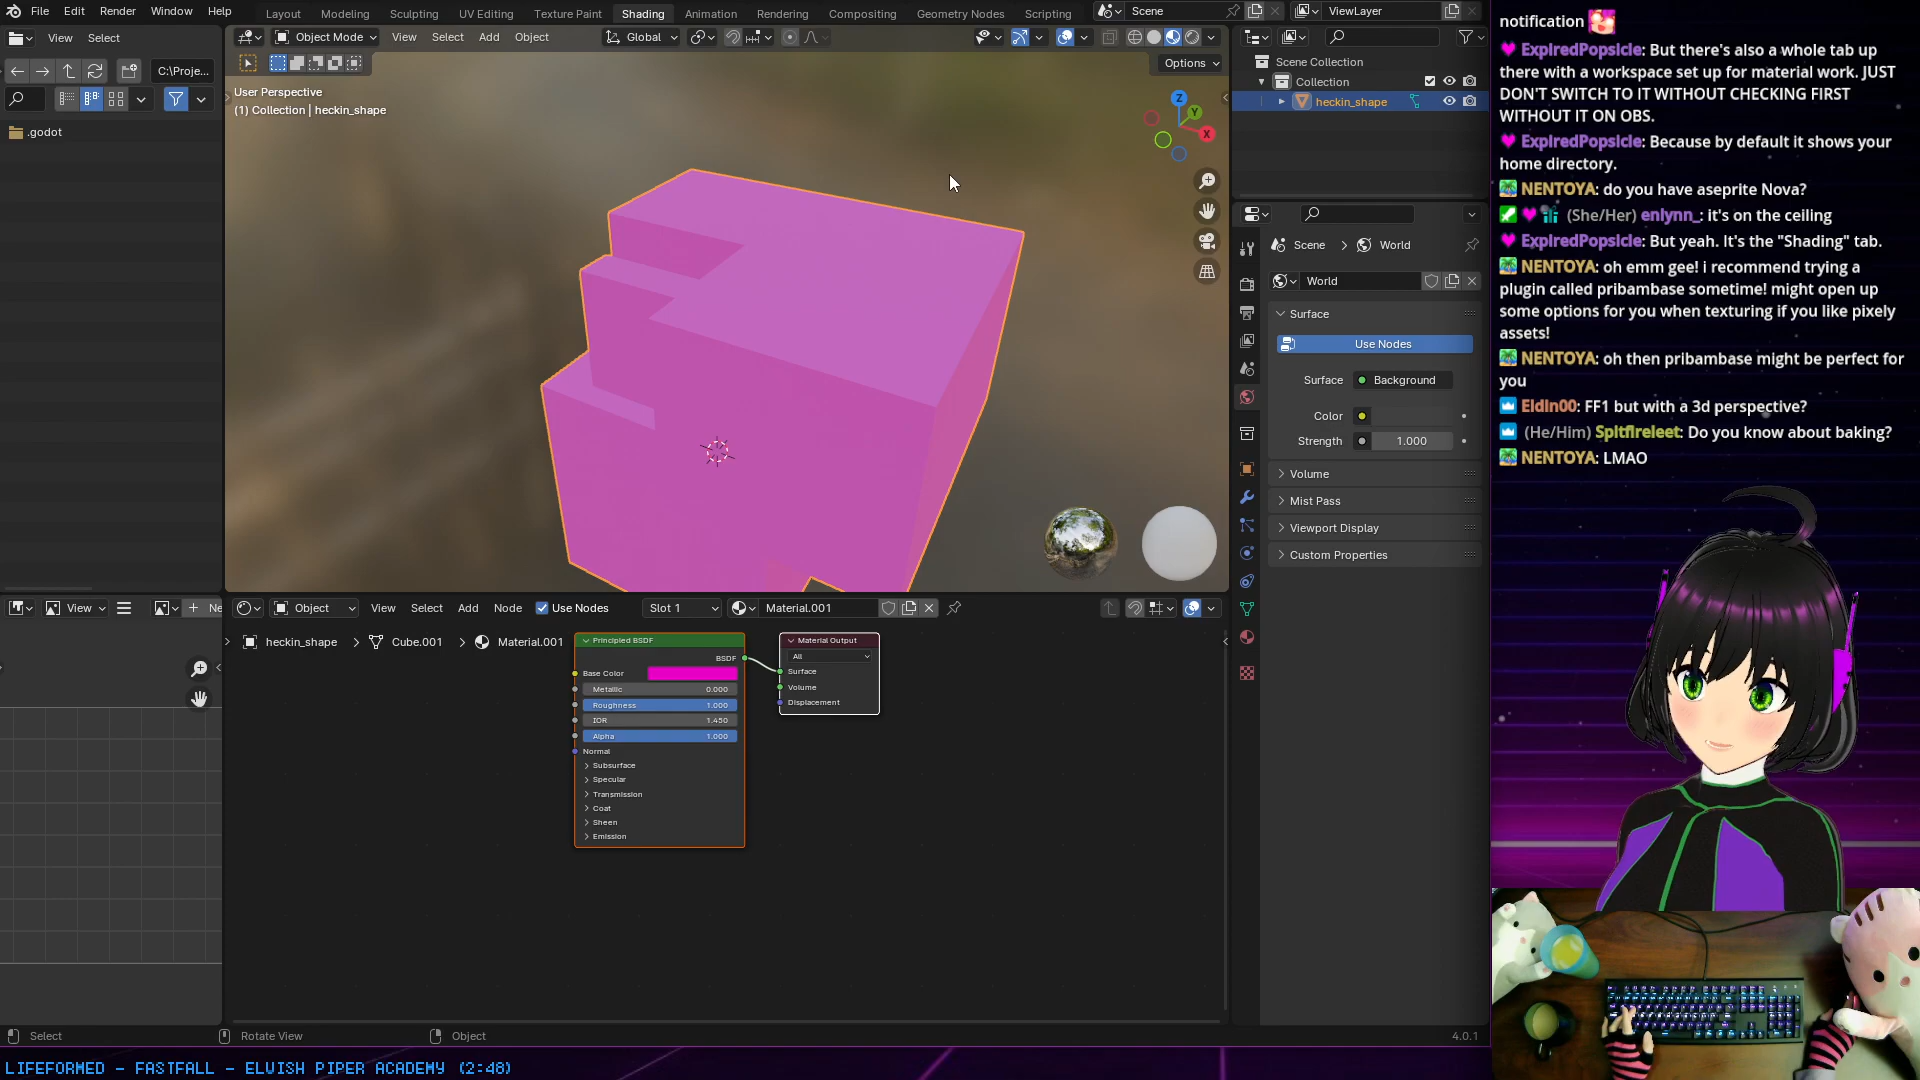 File Edit Render Window Help Layout Modeling Sculpting UV Editing Texture Paint Shading Animation Rendering Compositing Geometry Nodes Scripting Scene ViewLayer
View Select Object Mode View Select Add Object Global
C:\Proje... Options
.godot
User Perspective
(1) Collection | heckin_shape
Z
Y
X
Scene Collection
Collection
heckin_shape
Scene World
World
Surface
Use Nodes
Surface Background
Color
Strength 1.000
Volume
Mist Pass
Viewport Display
Custom Properties
View Ne Object View Select Add Node Use Nodes Slot 1 Material.001
heckin_shape Cube.001 Material.001
Principled BSDF
BSDF
Base Color
Metallic 0.000
Roughness 1.000
IOR 1.450
Alpha 1.000
Normal
Subsurface
Specular
Transmission
Coat
Sheen
Emission
Material Output
All
Surface
Volume
Displacement
Select Rotate View Object 4.0.1
LIFEFORMED - FASTFALL - ELVISH PIPER ACADEMY (2:48)
notification
ExpiredPopsicle: But there's also a whole tab up
there with a workspace set up for material work. JUST
DON'T SWITCH TO IT WITHOUT CHECKING FIRST
WITHOUT IT ON OBS.
ExpiredPopsicle: Because by default it shows your
home directory.
NENTOYA: do you have aseprite Nova?
(She/Her) enlynn_: it's on the ceiling
ExpiredPopsicle: But yeah. It's the "Shading" tab.
NENTOYA: oh emm gee! i recommend trying a
plugin called pribambase sometime! might open up
some options for you when texturing if you like pixely
assets!
NENTOYA: oh then pribambase might be perfect for
you
Eldin00: FF1 but with a 3d perspective?
(He/Him) Spitfireleet: Do you know about baking?
NENTOYA: LMAO